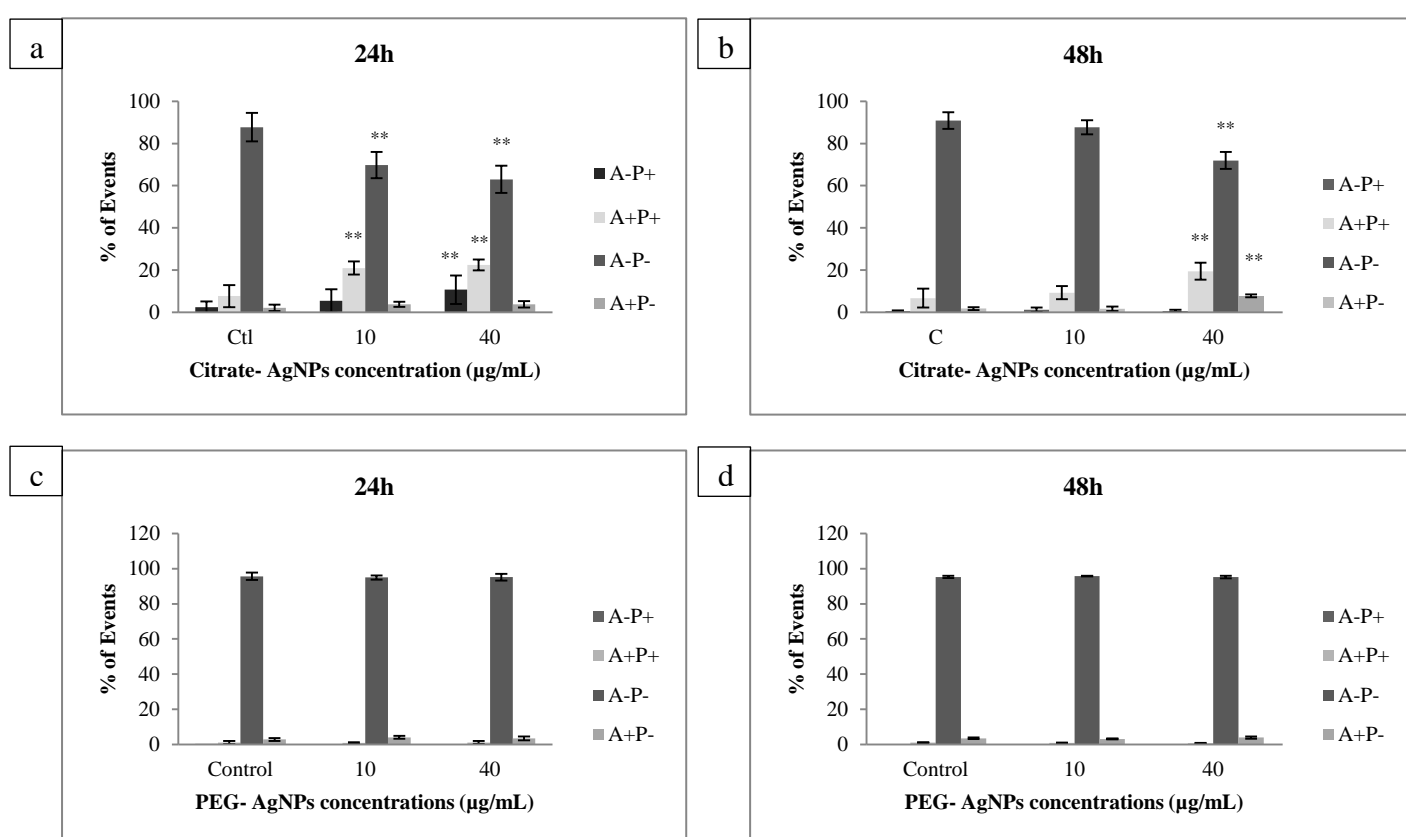 a
24h
100
80
60
40
20
0
% of Events
** **
** ** **
Ctl 10 40
Citrate- AgNPs concentration (µg/mL)
A-P+
A+P+
A-P-
A+P-
b
48h
100
80
60
40
20
0
% of Events
**
** **
C 10 40
Citrate- AgNPs concentration (µg/mL)
A-P+
A+P+
A-P-
A+P-
c
24h
120
100
80
60
40
20
0
% of Events
Control 10 40
PEG- AgNPs concentrations (µg/mL)
A-P+
A+P+
A-P-
A+P-
d
48h
120
100
80
60
40
20
0
% of Events
Control 10 40
PEG- AgNPs concentrations (µg/mL)
A-P+
A+P+
A-P-
A+P-